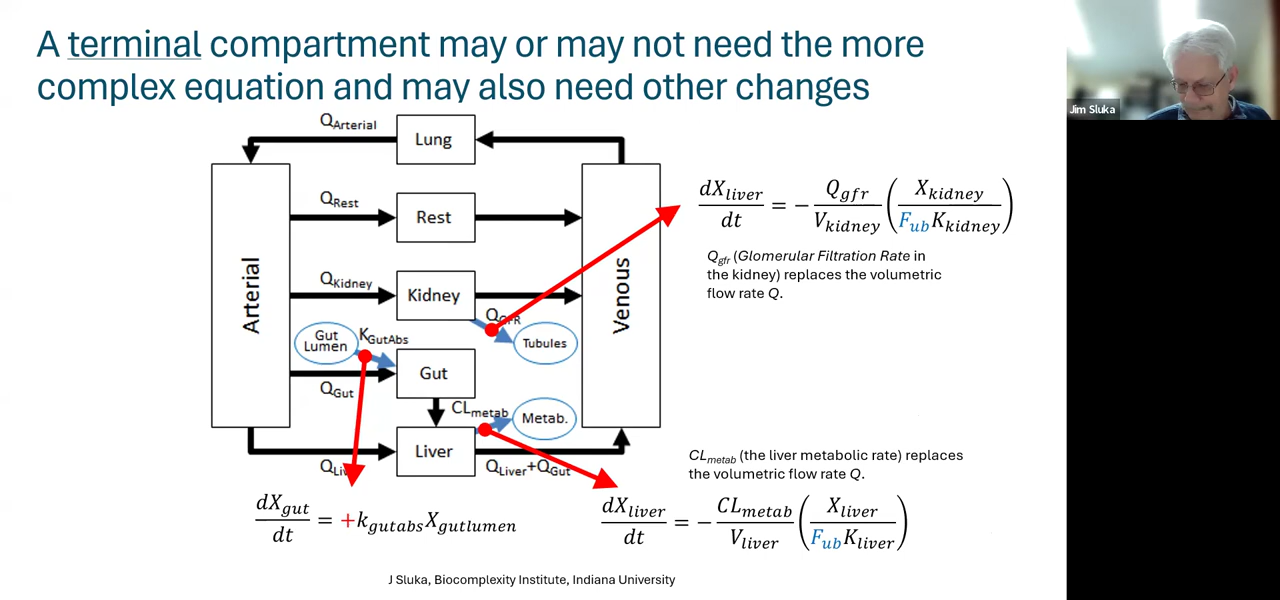 A terminal compartment may or may not need the more
complex equation and may also need other changes
Jim Sluka
Q_Arterial
Lung
Q_Rest
Rest
Arterial
Venous
Q_Kidney
Kidney
Q_GFR
Tubules
Gut
Lumen
K_GutAbs
Gut
Q_Gut
CL_metab
Metab.
Liver
Q_Liv
Q_Liver+Q_Gut
dX_liver/dt = − Q_gfr/V_kidney (X_kidney/F_ub K_kidney)
Q_gfr (Glomerular Filtration Rate in
the kidney) replaces the volumetric
flow rate Q.
CL_metab (the liver metabolic rate) replaces
the volumetric flow rate Q.
dX_gut/dt = +k_gutabs X_gutlumen
dX_liver/dt = − CL_metab/V_liver (X_liver/F_ub K_liver)
J Sluka, Biocomplexity Institute, Indiana University